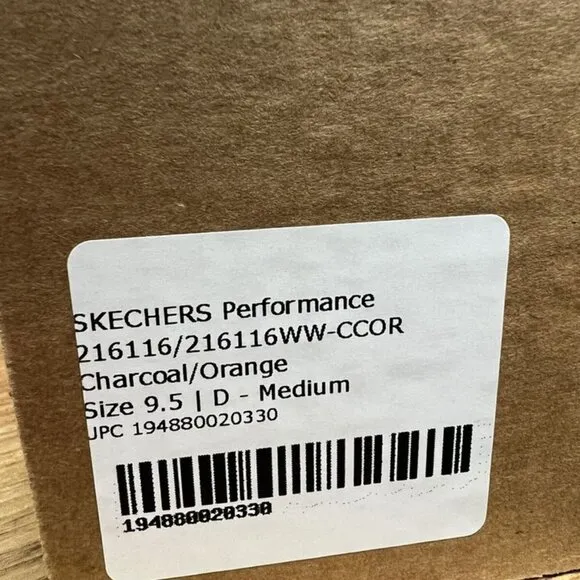 SKECHERS Performance
216116/216116WW-CCOR
Charcoal/Orange
Size 9.5 | D - Medium
UPC 194880020330
194880020330